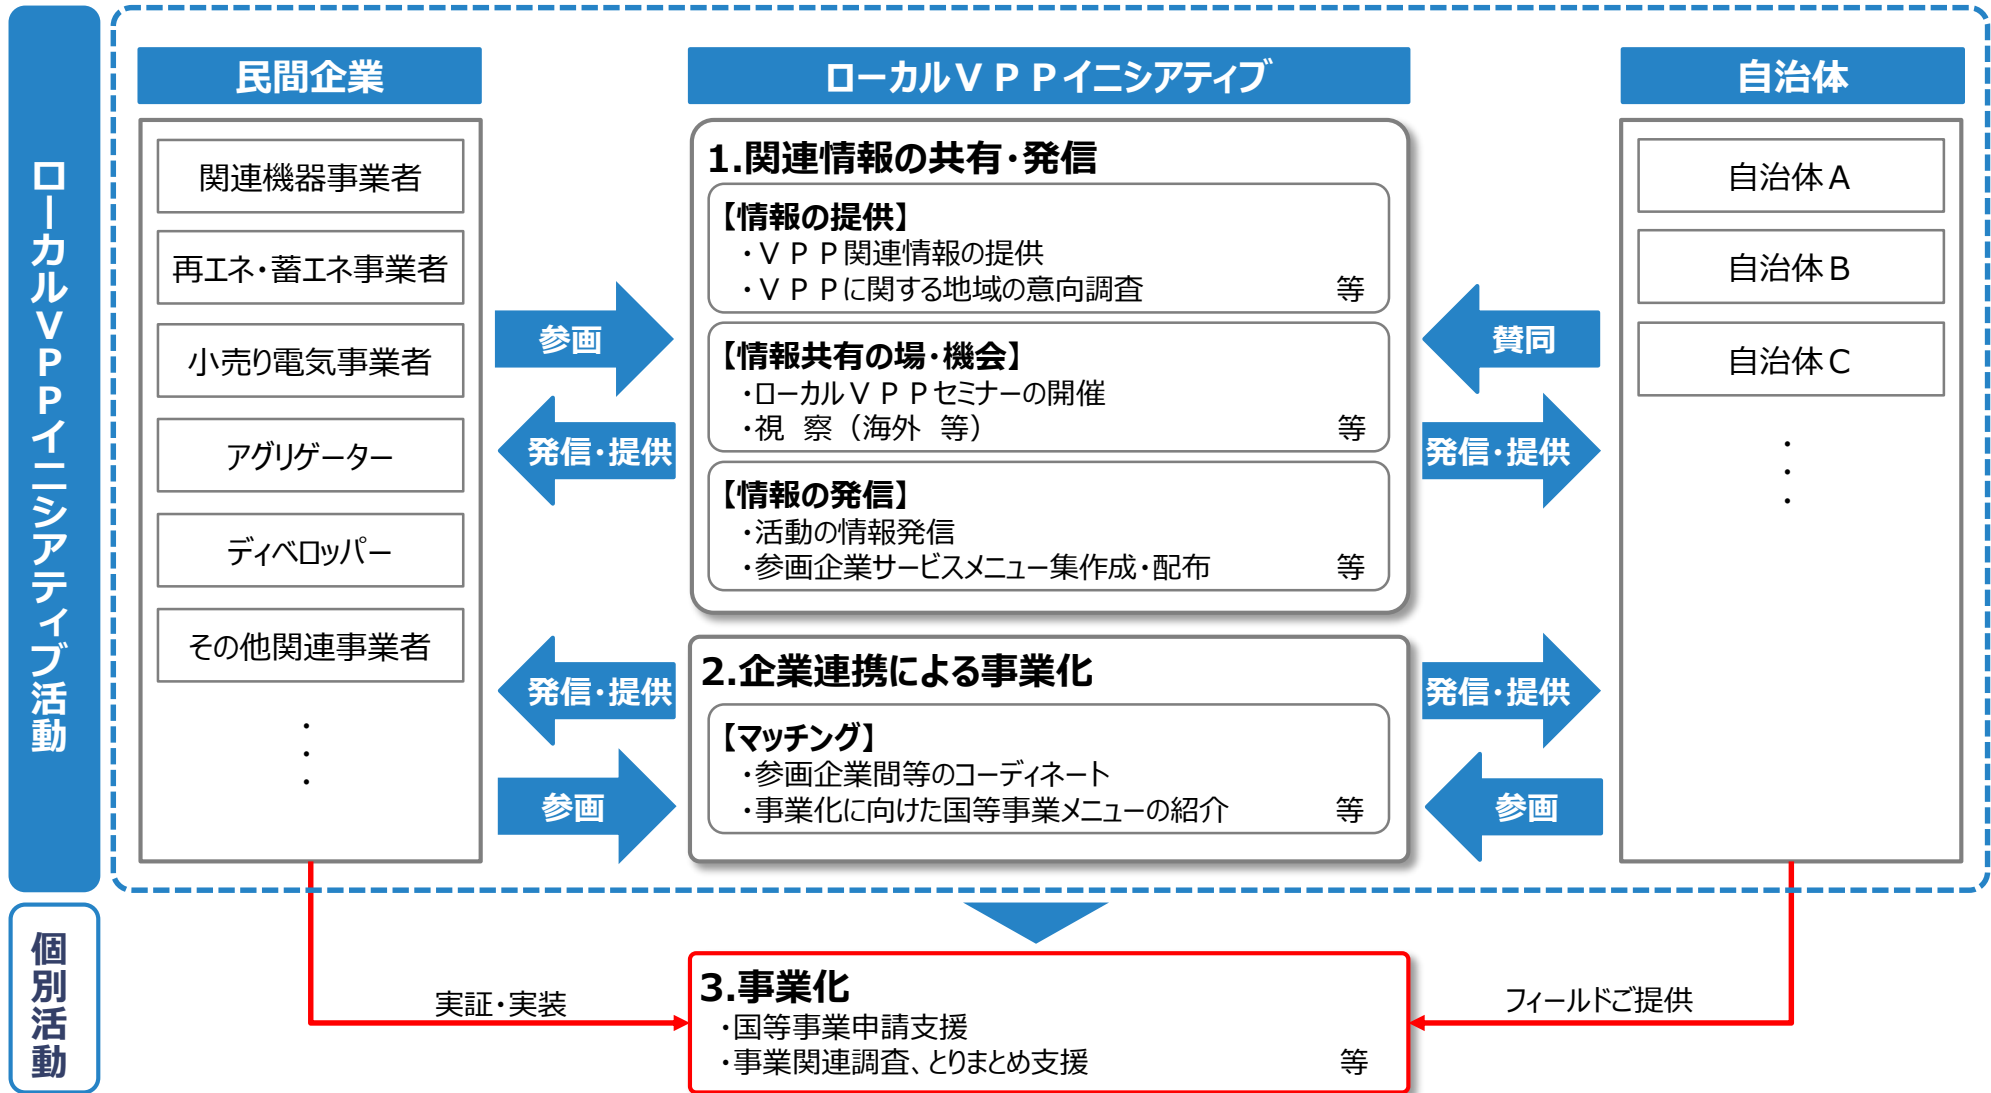 ローカルVPPイニシアティブ活動
民間企業
関連機器事業者
再エネ・蓄エネ事業者
小売り電気事業者
アグリゲーター
ディベロッパー
その他関連事業者
・
・
・
参画
発信・提供
発信・提供
参画
ローカルVPPイニシアティブ
1.関連情報の共有・発信
【情報の提供】
・VPP関連情報の提供
・VPPに関する地域の意向調査 等
【情報共有の場・機会】
・ローカルVPPセミナーの開催
・視 察（海外 等） 等
【情報の発信】
・活動の情報発信
・参画企業サービスメニュー集作成・配布 等
2.企業連携による事業化
【マッチング】
・参画企業間等のコーディネート
・事業化に向けた国等事業メニューの紹介 等
賛同
発信・提供
発信・提供
参画
自治体
自治体A
自治体B
自治体C
・
・
・
個別活動
実証・実装
3.事業化
・国等事業申請支援
・事業関連調査、とりまとめ支援 等
フィールドご提供